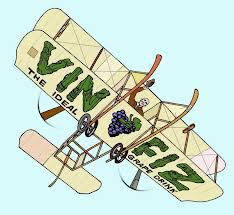 VIN FIZ
THE IDEAL GRAPE DRINK